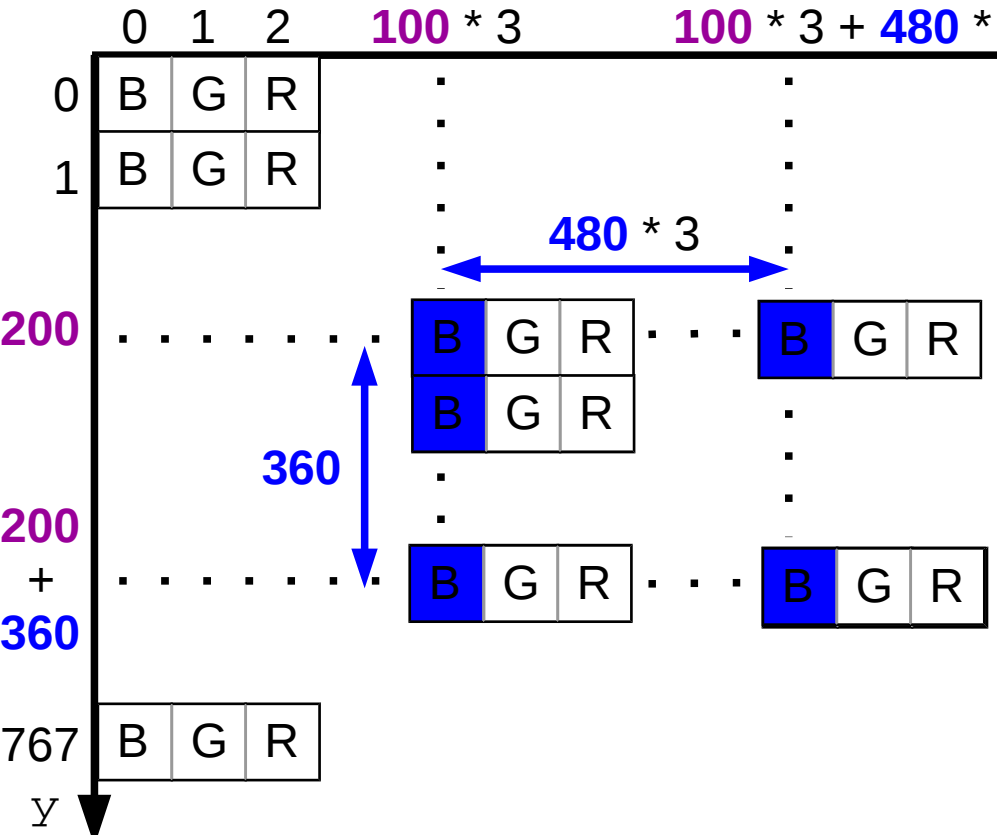 0 1 2 100 * 3 100 * 3 + 480 *
0 B G R
1 B G R
480 * 3
200 B G R B G R
B G R
360
200
+
360
B G R B G R
767 B G R
y